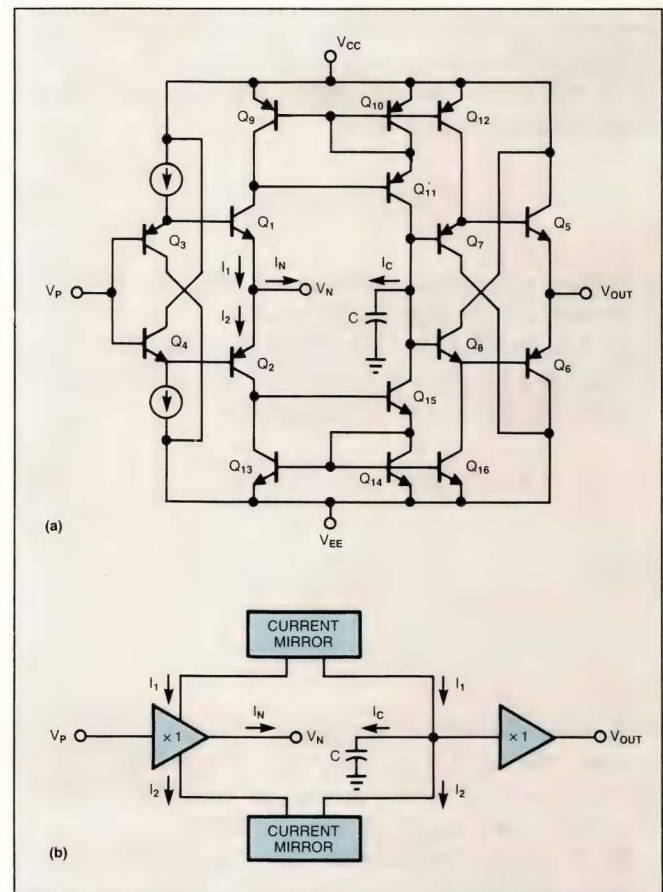 VCC
Q9
Q10
Q12
Q11
Q3
Q1
Q7
Q5
I1
IN
IC
VP
VN
VOUT
I2
C
Q4
Q2
Q8
Q6
Q15
Q13
Q14
Q16
(a)
VEE
CURRENT
MIRROR
I1
IN
IC
I1
VP
× 1
VN
C
× 1
VOUT
I2
I2
CURRENT
MIRROR
(b)